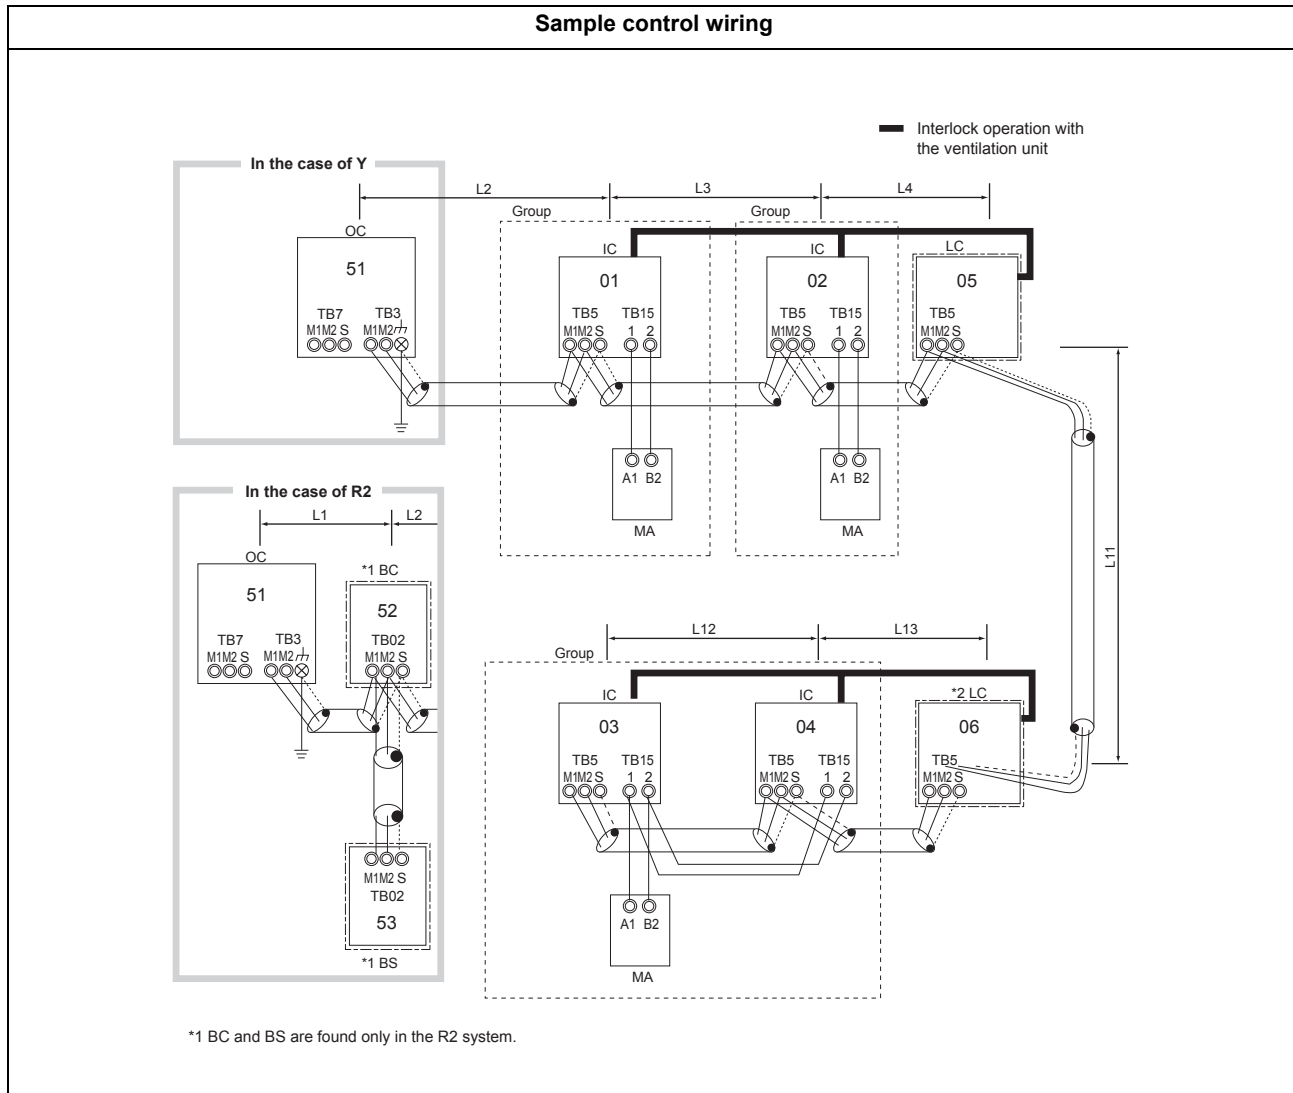 Sample control wiring
Interlock operation with
the ventilation unit
In the case of Y
L2
L3
L4
Group
Group
OC
IC
IC
LC
51
01
02
05
TB7 TB3
TB5 TB15
TB5 TB15
TB5
M1M2 S M1M2
M1M2 S 1 2
M1M2 S 1 2
M1M2 S
A1 B2
A1 B2
MA
MA
L11
In the case of R2
L1
L2
OC
*1 BC
51
52
TB7 TB3
TB02
M1M2 S M1M2
M1M2 S
M1M2 S
TB02
53
*1 BS
L12
L13
Group
IC
IC
*2 LC
03
04
06
TB5 TB15
TB5 TB15
TB5
M1M2 S 1 2
M1M2 S 1 2
M1M2 S
A1 B2
MA
*1 BC and BS are found only in the R2 system.